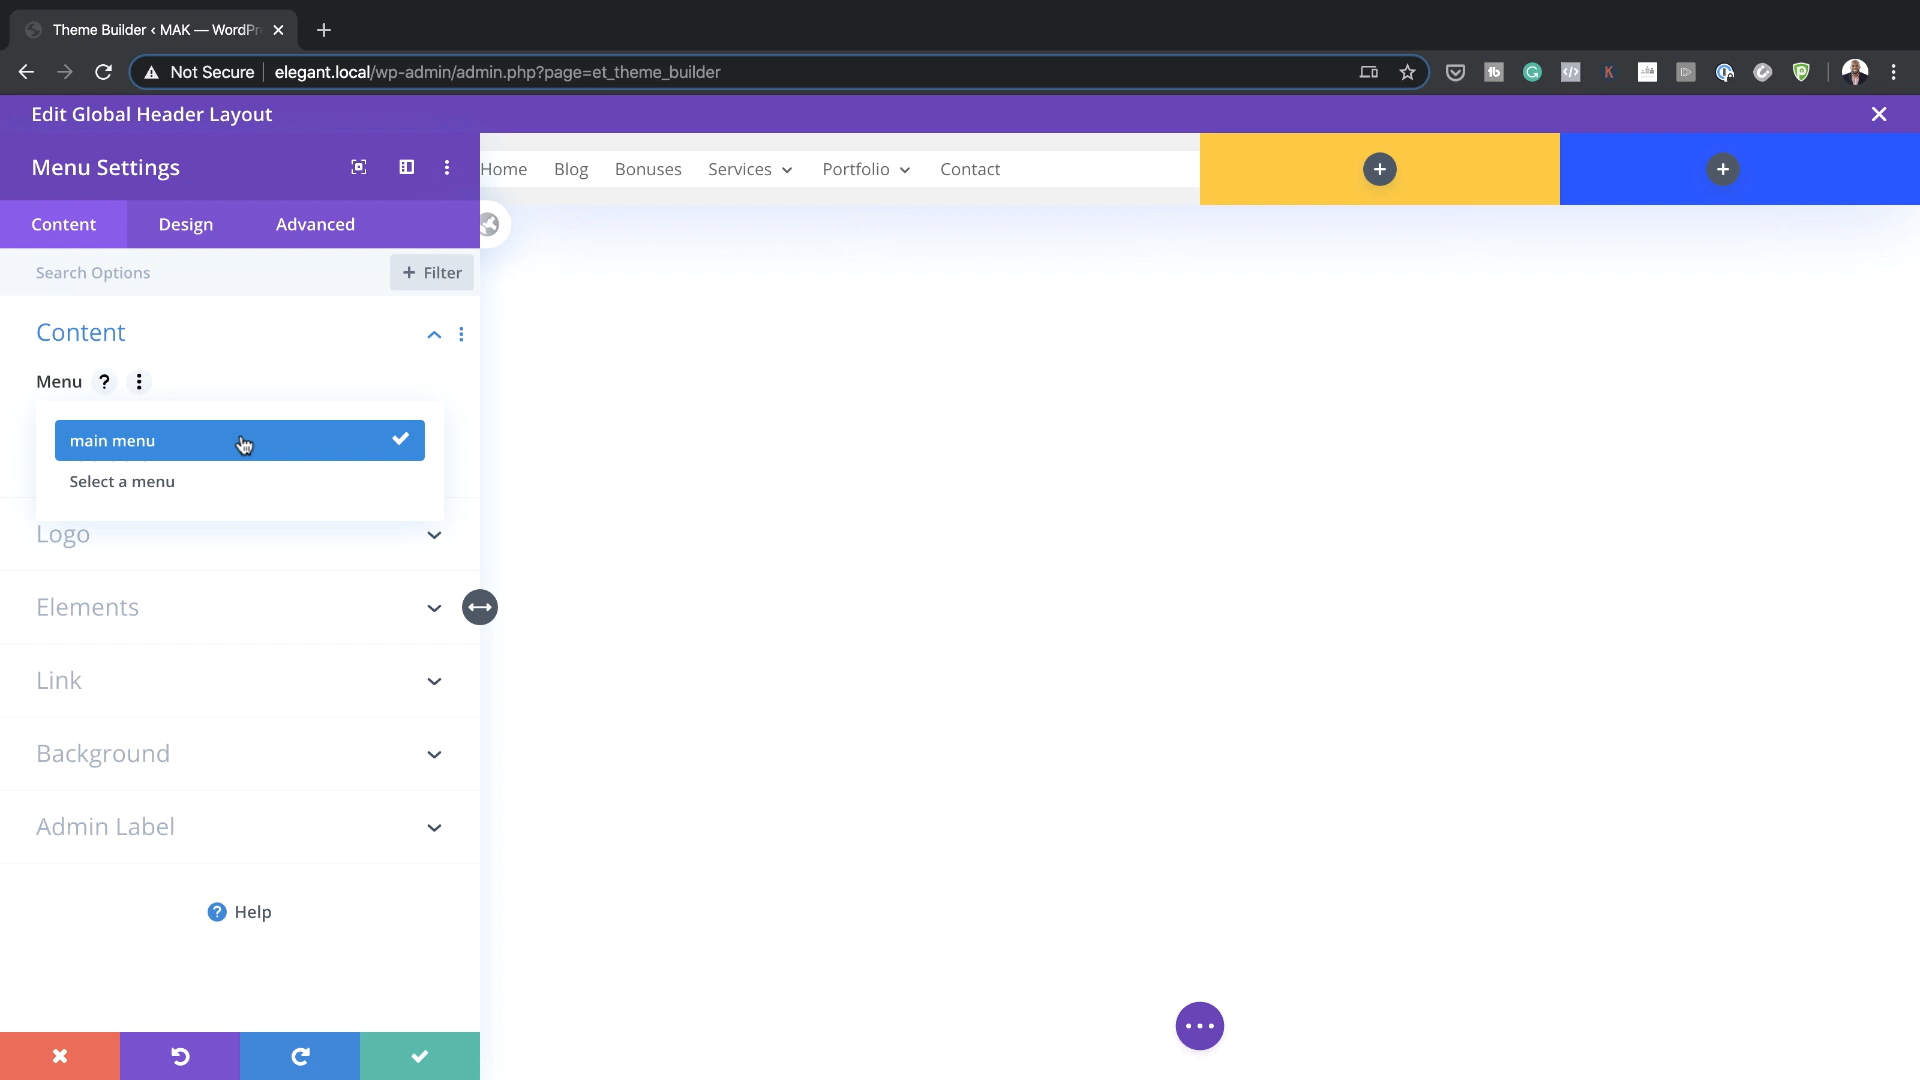 Theme Builder ‹ MAK — WordPr
Not Secure
elegant.local/wp-admin/admin.php?page=et_theme_builder
Edit Global Header Layout
Menu Settings
Home Blog Bonuses Services Portfolio Contact
Content Design Advanced
Search Options
+ Filter
Content
Menu ?
main menu
Select a menu
Logo
Elements
Link
Background
Admin Label
? Help